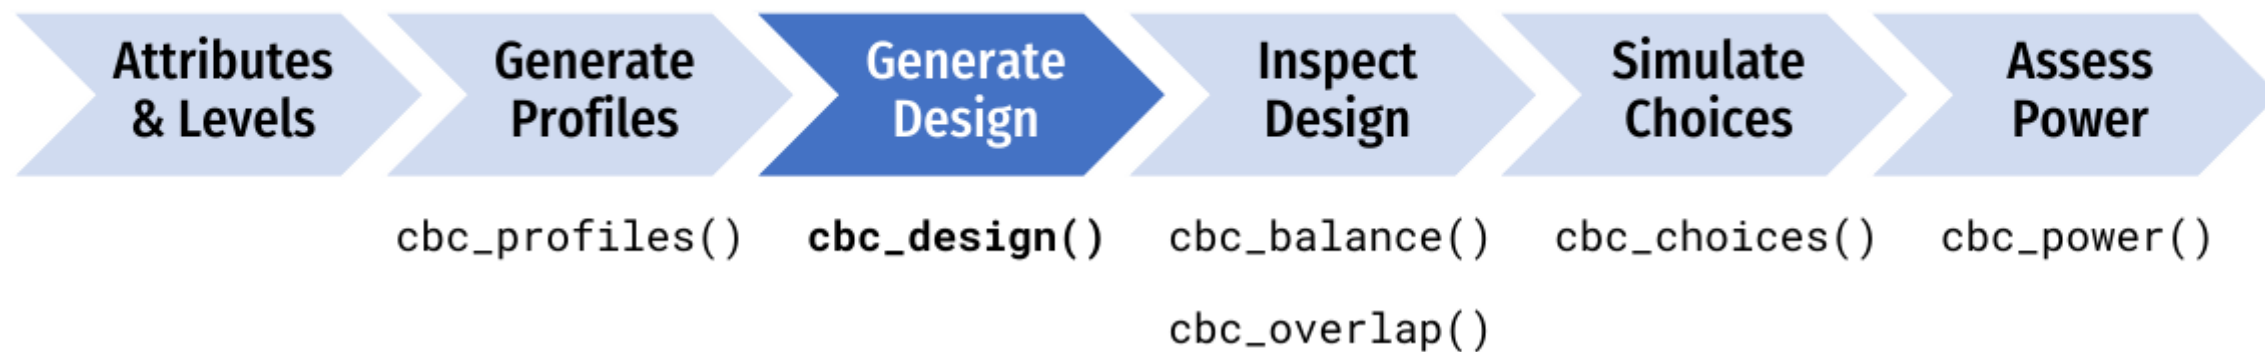 Attributes
& Levels
Generate
Profiles
Generate
Design
Inspect
Design
Simulate
Choices
Assess
Power
cbc_profiles()
cbc_design()
cbc_balance()
cbc_choices()
cbc_power()
cbc_overlap()